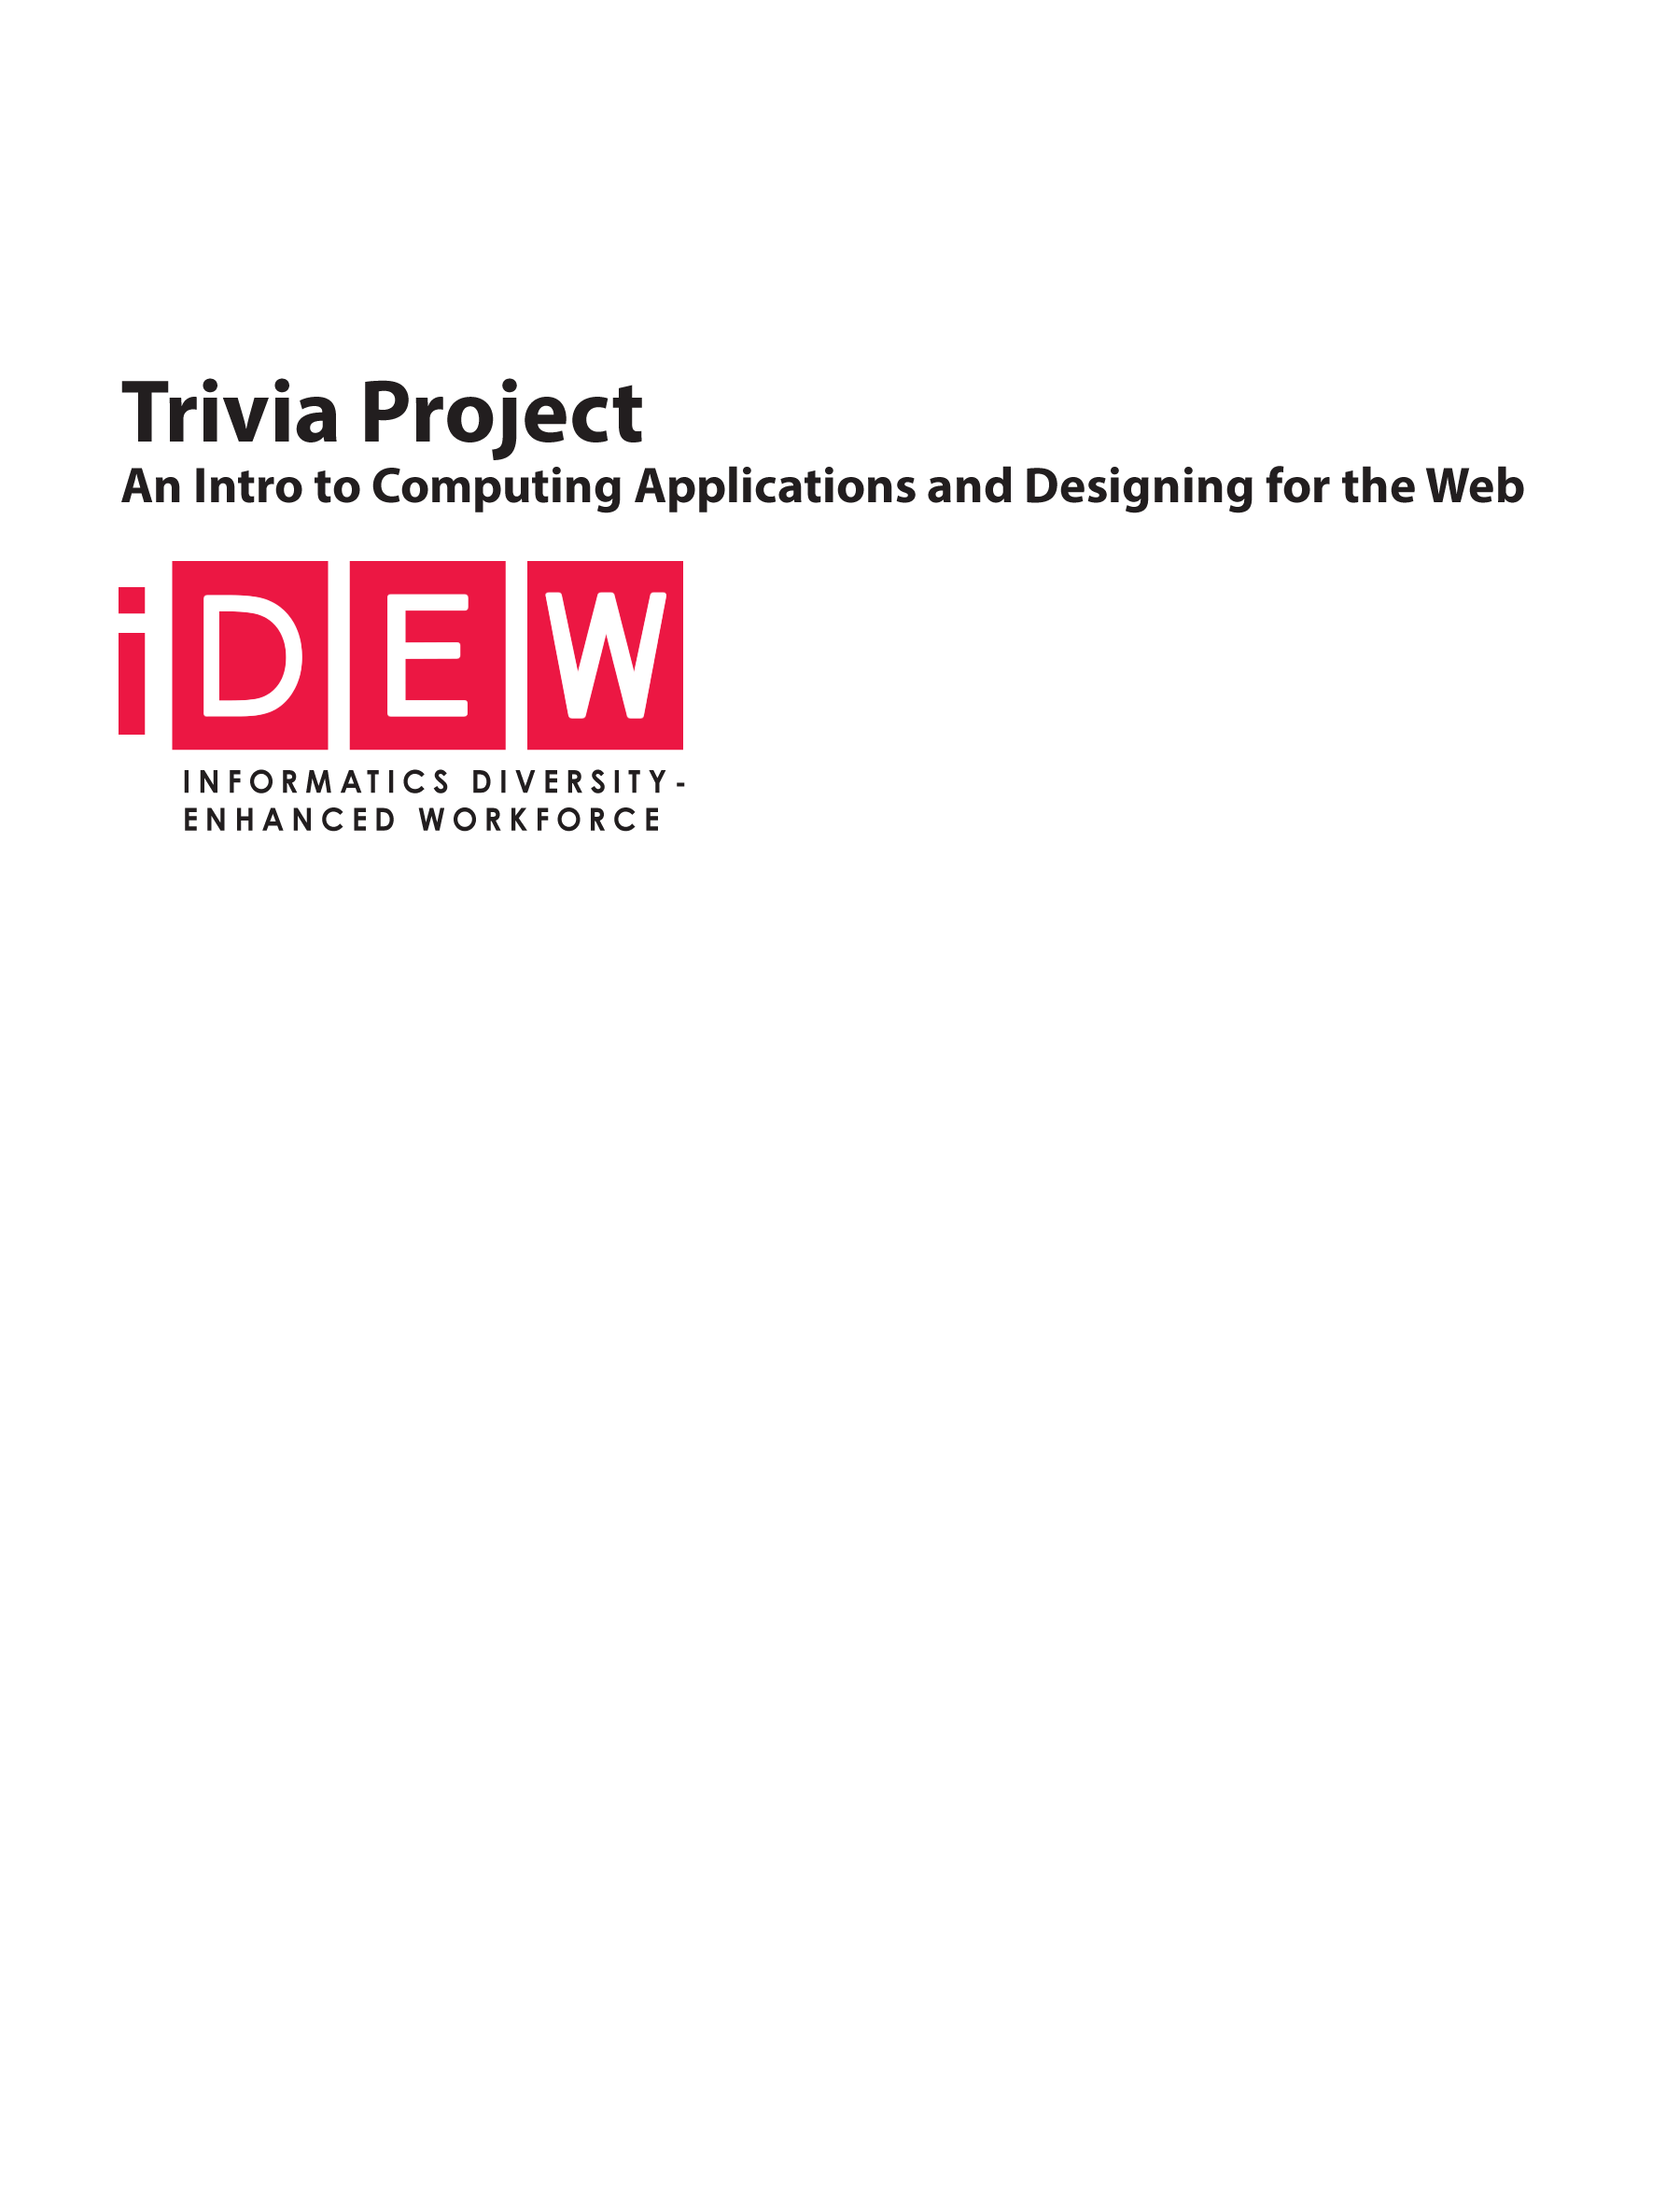 Trivia Project
An Intro to Computing Applications and Designing for the Web
iDEW
INFORMATICS DIVERSITY-
ENHANCED WORKFORCE